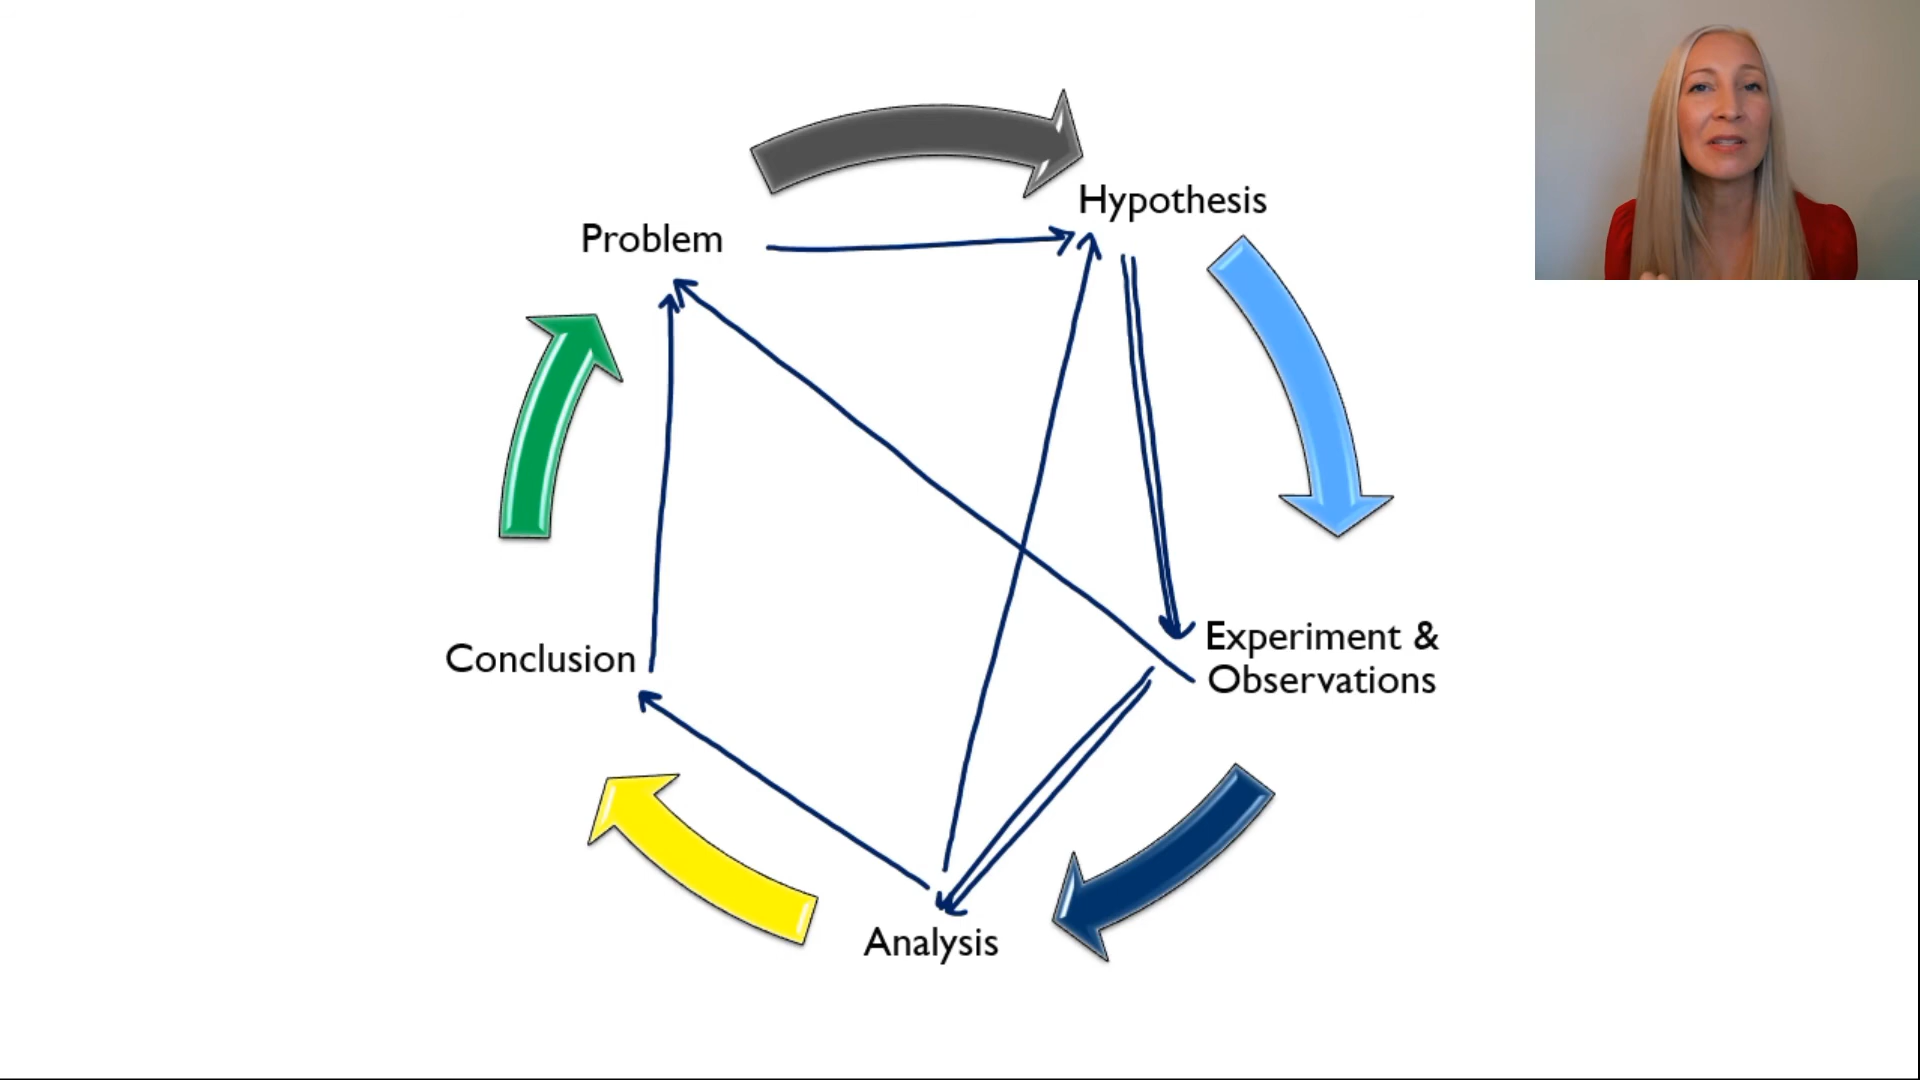 Hypothesis
Problem
Experiment &
Observations
Conclusion
Analysis